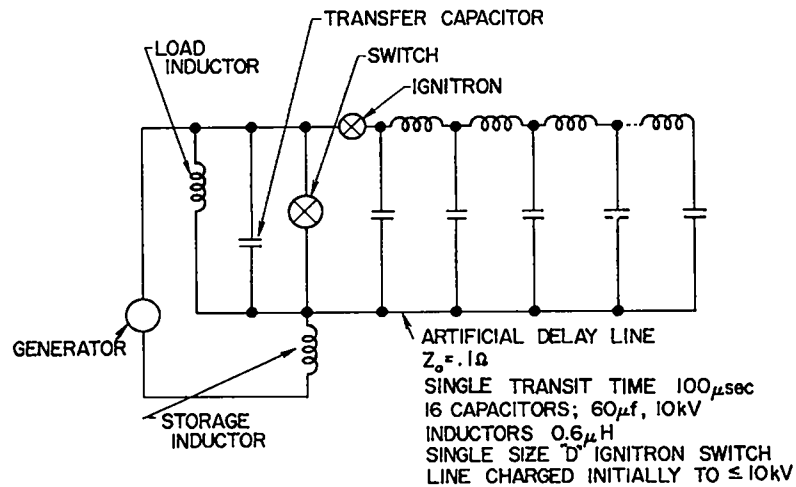 TRANSFER CAPACITOR
LOAD
INDUCTOR
SWITCH
IGNITRON
GENERATOR
STORAGE
INDUCTOR
ARTIFICIAL DELAY LINE
Z₀=.1Ω
SINGLE TRANSIT TIME 100μsec
16 CAPACITORS; 60μf, 10kV
INDUCTORS 0.6μH
SINGLE SIZE "D" IGNITRON SWITCH
LINE CHARGED INITIALLY TO ≤10kV